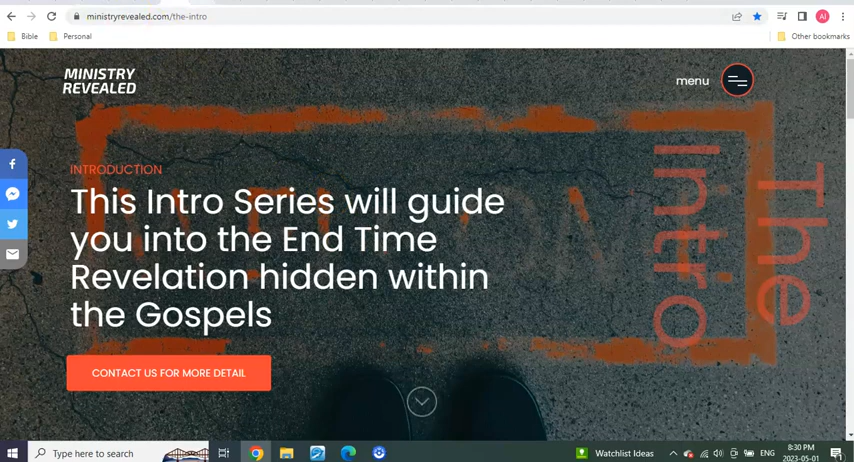 ministryrevealed.com/the-intro
Al
Bible
Personal
Other bookmarks
MINISTRY
REVEALED
menu
INTRODUCTION
This Intro Series will guide
you into the End Time
Revelation hidden within
the Gospels
The
Intro
CONTACT US FOR MORE DETAIL
Type here to search
Watchlist Ideas
ENG
8:30 PM
2023-05-01